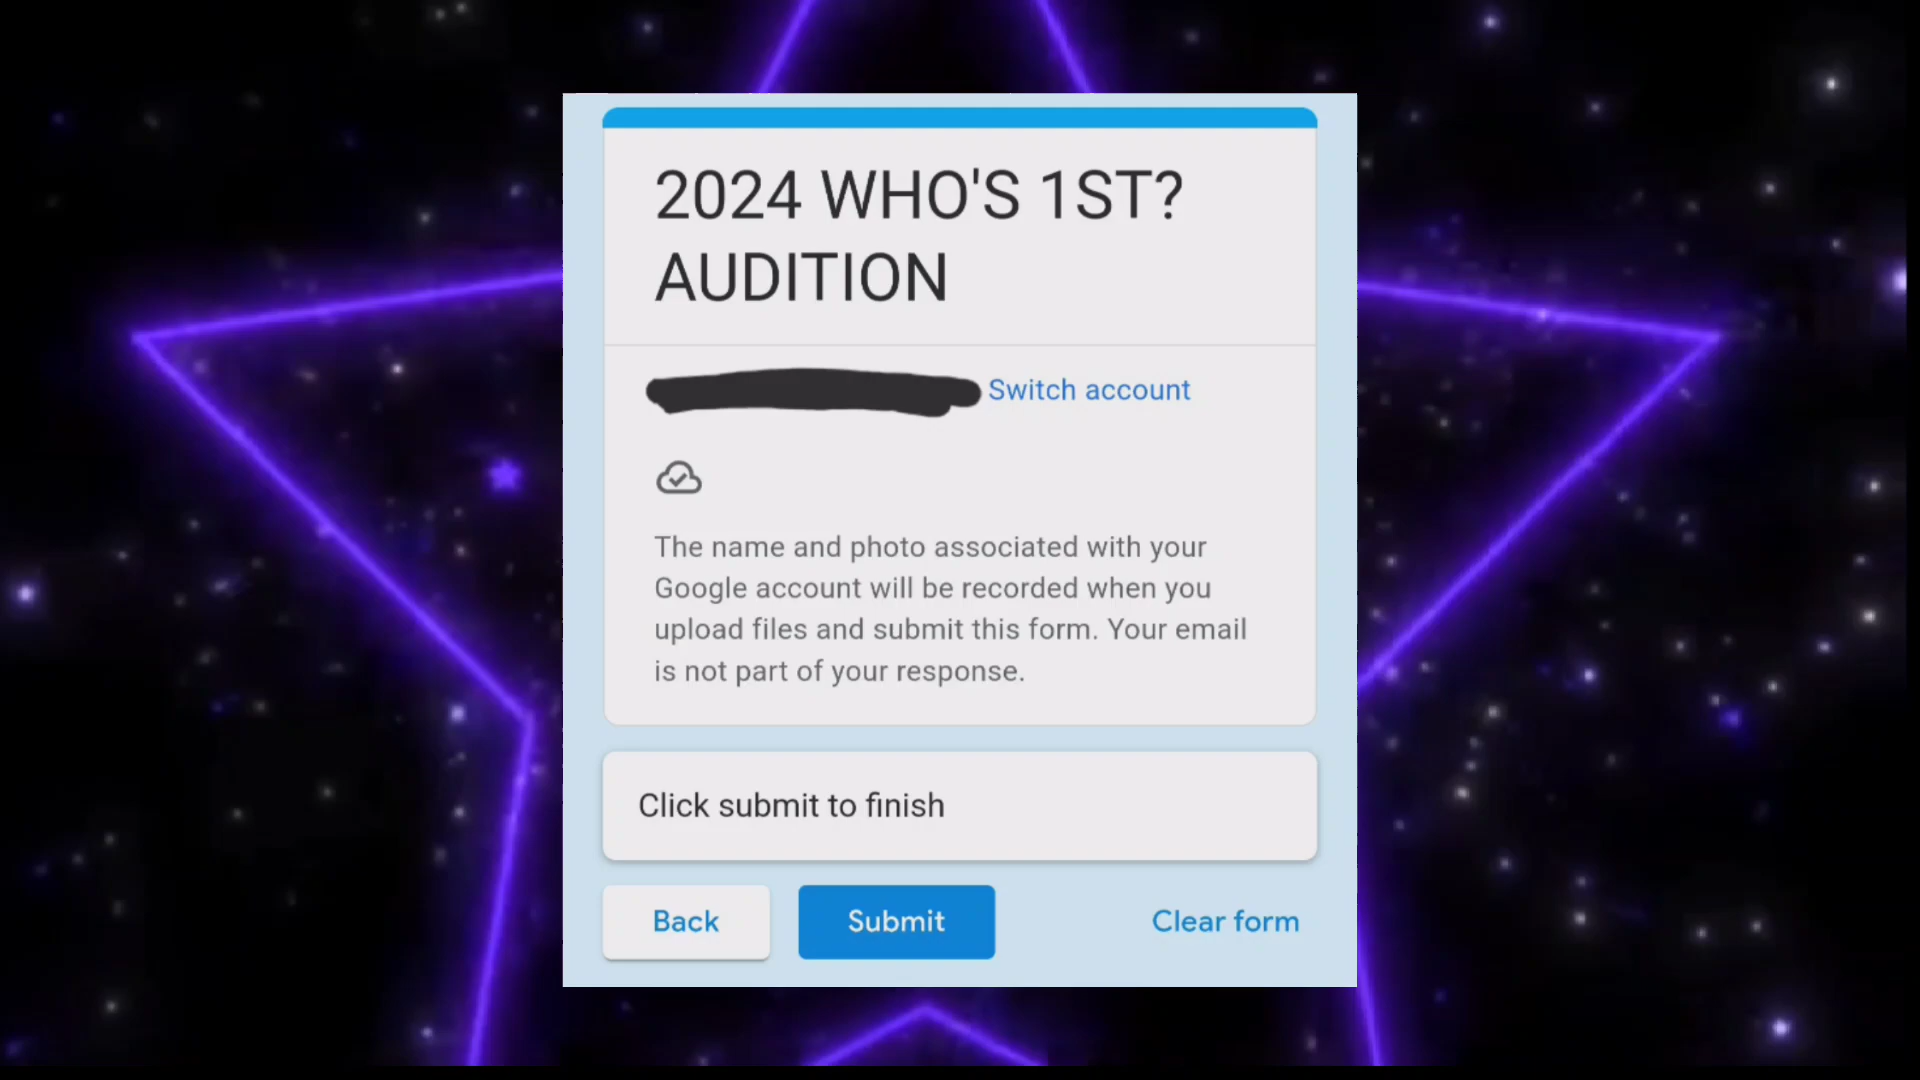 2024 WHO'S 1ST?
AUDITION
Switch account
The name and photo associated with your
Google account will be recorded when you
upload files and submit this form. Your email
is not part of your response.
Click submit to finish
Back
Submit
Clear form